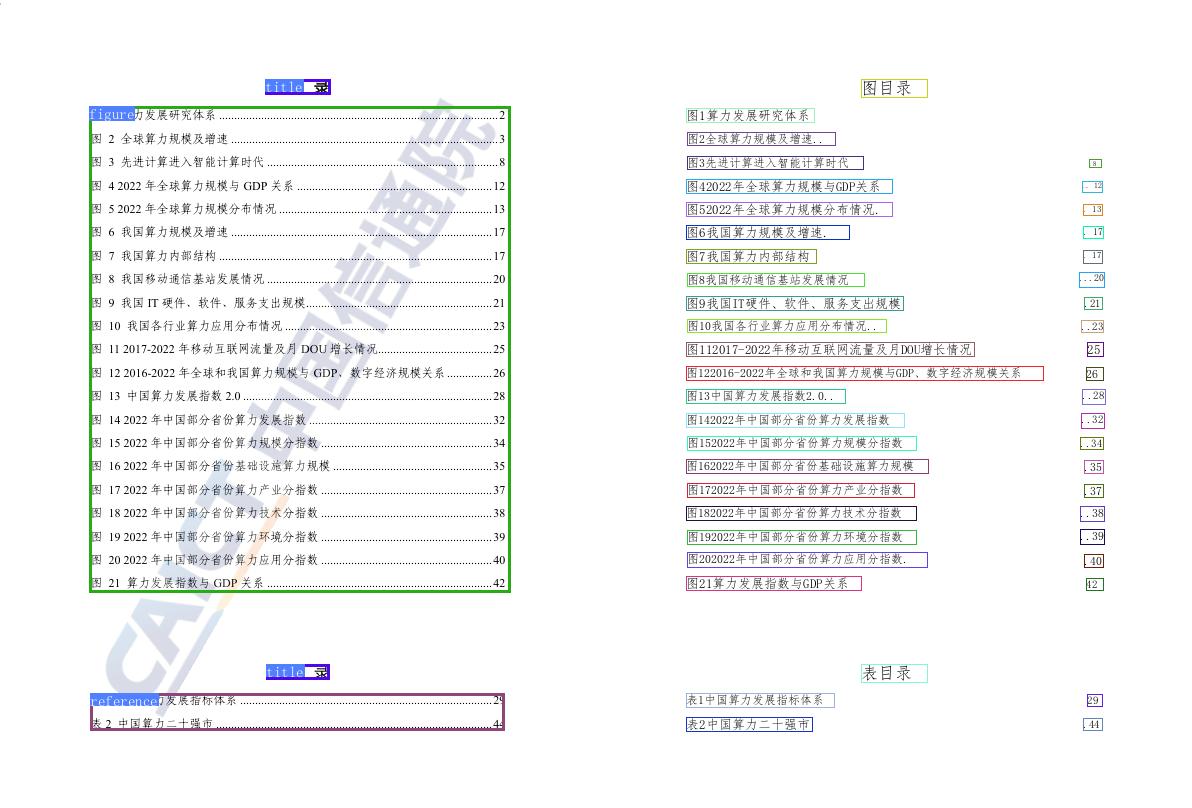 title 录
figure力发展研究体系 2
图 2 全球算力规模及增速 3
图 3 先进计算进入智能计算时代 8
图 4 2022 年全球算力规模与 GDP 关系 12
图 5 2022 年全球算力规模分布情况 13
图 6 我国算力规模及增速 17
图 7 我国算力内部结构 17
图 8 我国移动通信基站发展情况 20
图 9 我国 IT 硬件、软件、服务支出规模 21
图 10 我国各行业算力应用分布情况 23
图 11 2017-2022 年移动互联网流量及月 DOU 增长情况 25
图 12 2016-2022 年全球和我国算力规模与 GDP、数字经济规模关系 26
图 13 中国算力发展指数 2.0 28
图 14 2022 年中国部分省份算力发展指数 32
图 15 2022 年中国部分省份算力规模分指数 34
图 16 2022 年中国部分省份基础设施算力规模 35
图 17 2022 年中国部分省份算力产业分指数 37
图 18 2022 年中国部分省份算力技术分指数 38
图 19 2022 年中国部分省份算力环境分指数 39
图 20 2022 年中国部分省份算力应用分指数 40
图 21 算力发展指数与 GDP 关系 42
title 录
reference力发展指标体系 29
表 2 中国算力二十强市 44
CAICT 中国信通院
图目录
图1算力发展研究体系
图2全球算力规模及增速..
图3先进计算进入智能计算时代 8
图42022年全球算力规模与GDP关系 . 12
图52022年全球算力规模分布情况. . 13
图6我国算力规模及增速. . 17
图7我国算力内部结构 . 17
图8我国移动通信基站发展情况 ...20
图9我国IT硬件、软件、服务支出规模 . 21
图10我国各行业算力应用分布情况.. ..23
图112017-2022年移动互联网流量及月DOU增长情况 25
图122016-2022年全球和我国算力规模与GDP、数字经济规模关系 26
图13中国算力发展指数2.0.. ..28
图142022年中国部分省份算力发展指数 ..32
图152022年中国部分省份算力规模分指数 ..34
图162022年中国部分省份基础设施算力规模 .35
图172022年中国部分省份算力产业分指数 .37
图182022年中国部分省份算力技术分指数 ..38
图192022年中国部分省份算力环境分指数 ..39
图202022年中国部分省份算力应用分指数. .40
图21算力发展指数与GDP关系 42
表目录
表1中国算力发展指标体系 29
表2中国算力二十强市 .44